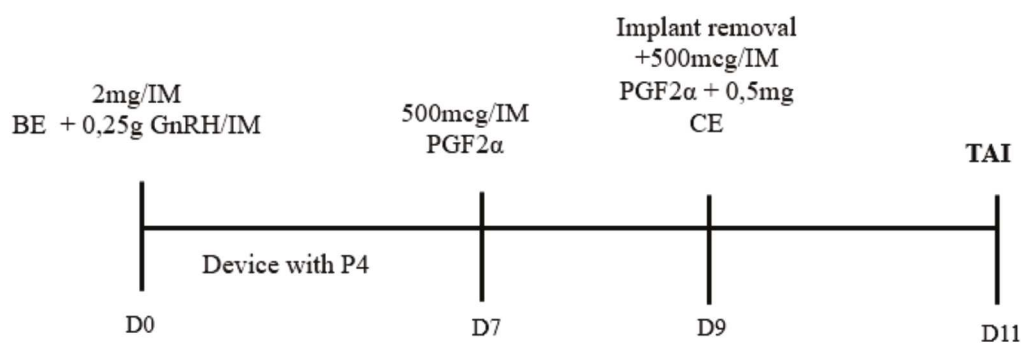 2mg/IM
BE + 0,25g GnRH/IM
500mcg/IM
PGF2α
Implant removal
+500mcg/IM
PGF2α + 0,5mg
CE
TAI
Device with P4
D0
D7
D9
D11